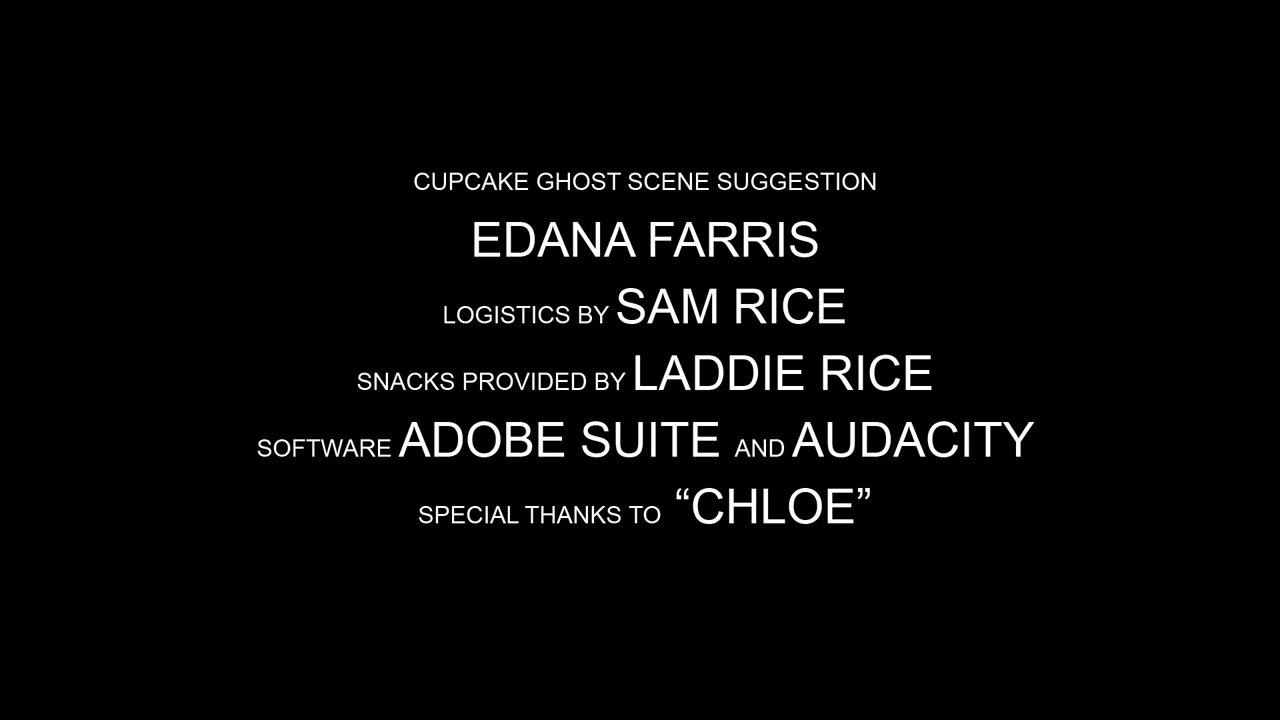 CUPCAKE GHOST SCENE SUGGESTION
EDANA FARRIS
LOGISTICS BY SAM RICE
SNACKS PROVIDED BY LADDIE RICE
SOFTWARE ADOBE SUITE AND AUDACITY
SPECIAL THANKS TO “CHLOE”